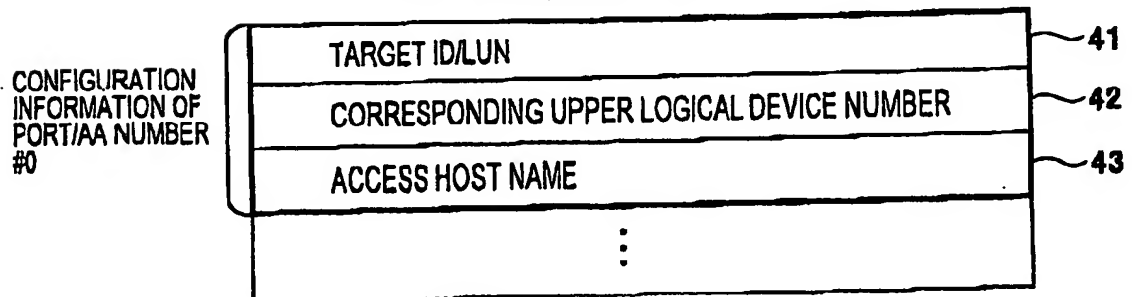 CONFIGURATION
INFORMATION OF
PORT/AA NUMBER
#0
TARGET ID/LUN
41
CORRESPONDING UPPER LOGICAL DEVICE NUMBER
42
ACCESS HOST NAME
43